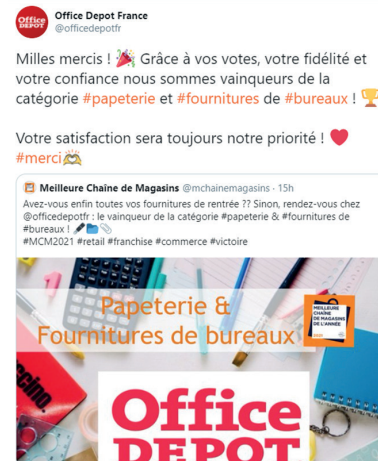 Office Depot France
@officedepotfr
Milles mercis ! 🎉 Grâce à vos votes, votre fidélité et
votre confiance nous sommes vainqueurs de la
catégorie #papeterie et #fournitures de #bureaux ! 🏆
Votre satisfaction sera toujours notre priorité ! ❤️
#merci🫶
Meilleure Chaîne de Magasins @mchainemagasins · 15h
Avez-vous enfin toutes vos fournitures de rentrée ?? Sinon, rendez-vous chez
@officedepotfr : le vainqueur de la catégorie #papeterie & #fournitures de
#bureaux ! 🖊️📂📎
#MCM2021 #retail #franchise #commerce #victoire
Papeterie &
Fournitures de bureaux
MEILLEURE
CHAÎNE
DE MAGASINS
DE L'ANNÉE
Office
DEPOT